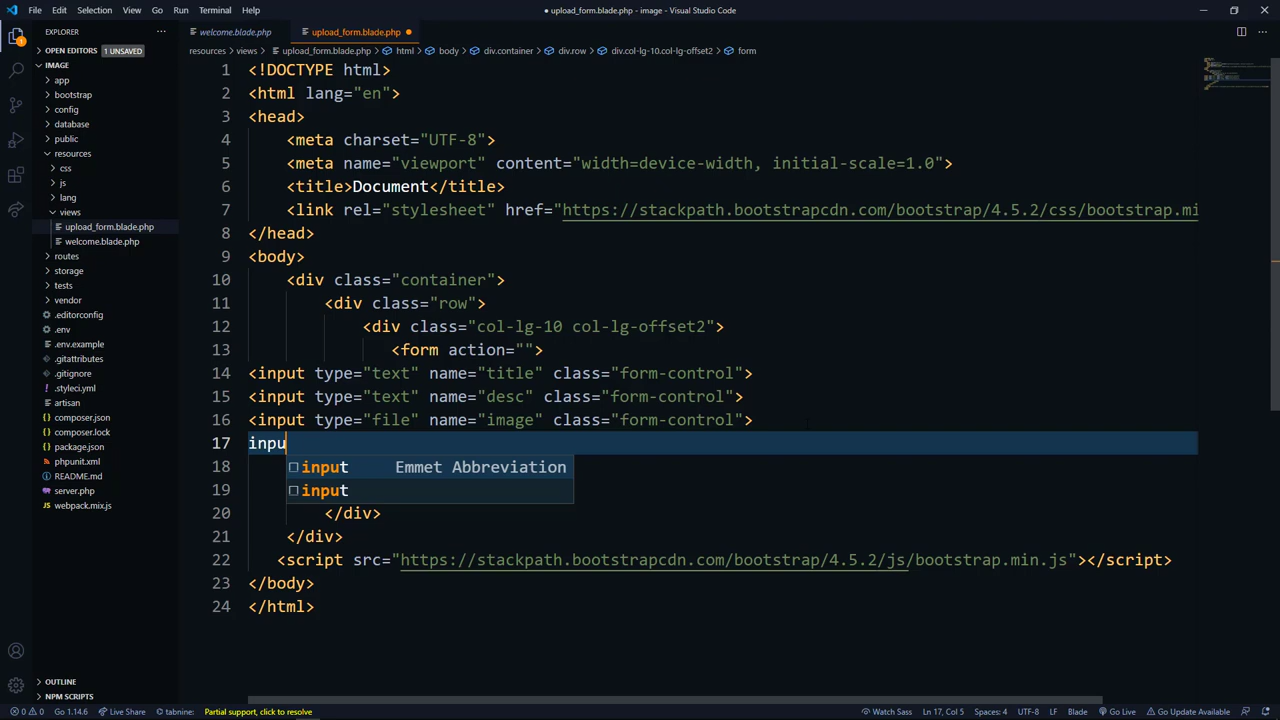 File Edit Selection View Go Run Terminal Help
● upload_form.blade.php - image - Visual Studio Code
EXPLORER ...
OPEN EDITORS 1 UNSAVED
IMAGE
app
bootstrap
config
database
public
resources
css
js
lang
views
upload_form.blade.php
welcome.blade.php
routes
storage
tests
vendor
.editorconfig
.env
.env.example
.gitattributes
.gitignore
.styleci.yml
artisan
composer.json
composer.lock
package.json
phpunit.xml
README.md
server.php
webpack.mix.js
OUTLINE
NPM SCRIPTS
welcome.blade.php upload_form.blade.php ●
resources > views > upload_form.blade.php > html > body > div.container > div.row > div.col-lg-10.col-lg-offset2 > form
1 <!DOCTYPE html>
2 <html lang="en">
3 <head>
4 <meta charset="UTF-8">
5 <meta name="viewport" content="width=device-width, initial-scale=1.0">
6 <title>Document</title>
7 <link rel="stylesheet" href="https://stackpath.bootstrapcdn.com/bootstrap/4.5.2/css/bootstrap.mi
8 </head>
9 <body>
10 <div class="container">
11 <div class="row">
12 <div class="col-lg-10 col-lg-offset2">
13 <form action="">
14 <input type="text" name="title" class="form-control">
15 <input type="text" name="desc" class="form-control">
16 <input type="file" name="image" class="form-control">
17 inpu
18 input Emmet Abbreviation
19 input
20 </div>
21 </div>
22 <script src="https://stackpath.bootstrapcdn.com/bootstrap/4.5.2/js/bootstrap.min.js"></script>
23 </body>
24 </html>
0 0 Go 1.14.6 Live Share tabnine: Partial support, click to resolve Watch Sass Ln 17, Col 5 Spaces: 4 UTF-8 LF Blade Go Live Go Update Available